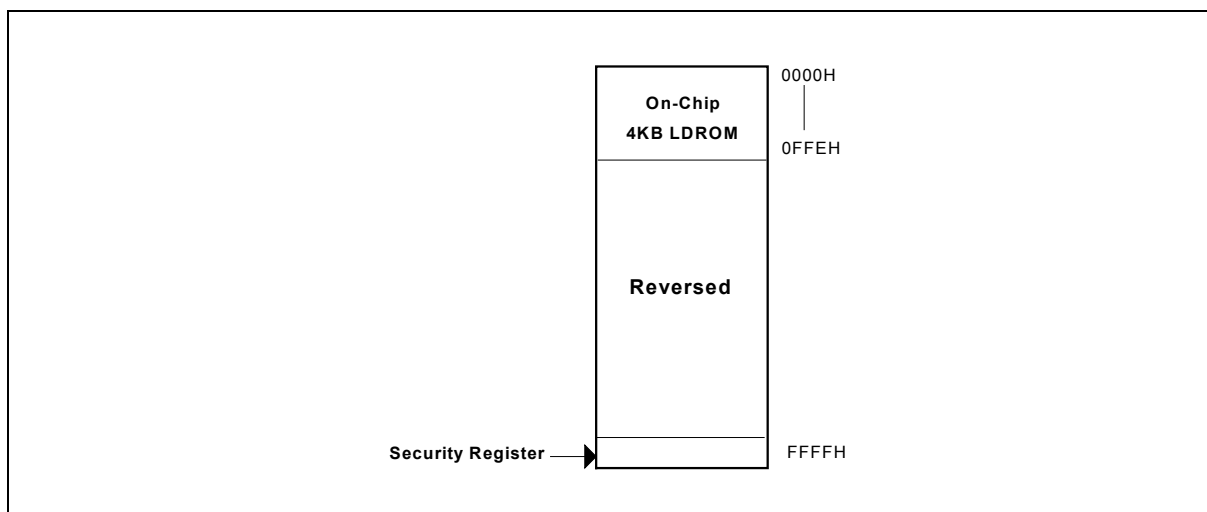 0000H
On-Chip
4KB LDROM
0FFEH
Reversed
Security Register
FFFFH